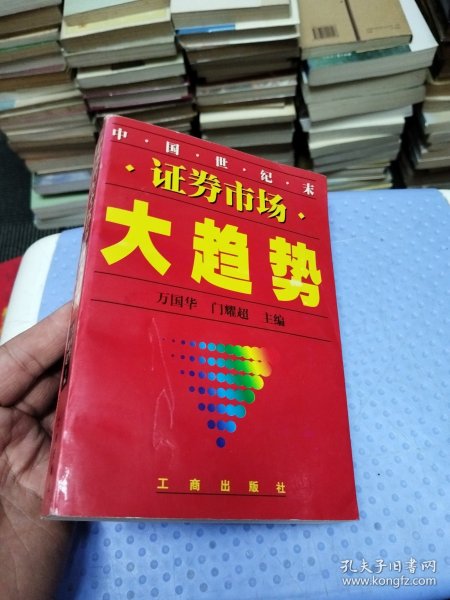 中·国·世·纪·末
·证券市场·
大趋势
万国华 门耀超 主编
工商出版社
孔夫子旧书网
www.kongfz.com